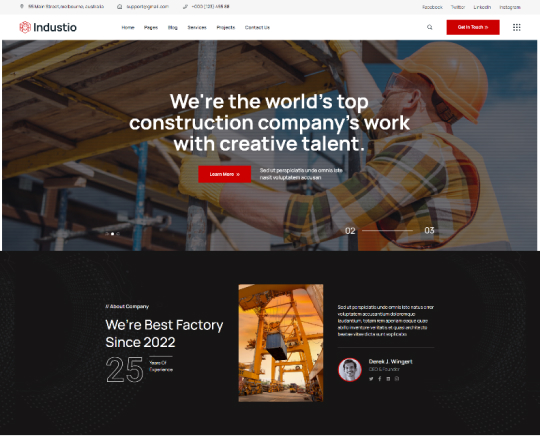 55 Main Street, Melbourne, Australia
support@gmail.com
+000 (123) 456 88
Facebook Twitter LinkedIn Instagram
Industio
Home Pages Blog Services Projects Contact Us
Get In Touch »
We're the world's top
construction company's work
with creative talent.
Learn More »
Sed ut perspiciatis unde omnis iste
nesit voluptatem accusan
02
03
// About Company
We're Best Factory
Since 2022
25
Years Of
Experience
Sed ut perspiciatis unde omnis iste natus error
voluptatem accusantium doloremque
laudantium, totam rem aperiam eaque quae
abillo inventore veritatis et quasi architecto
beatae vitae dicta sunt explicabo
Derek J. Wingert
CEO & Founder